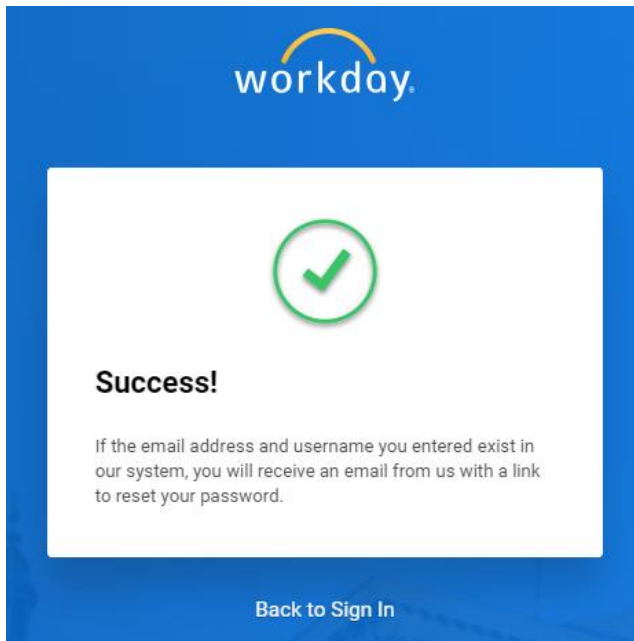 workday.
Success!
If the email address and username you entered exist in
our system, you will receive an email from us with a link
to reset your password.
Back to Sign In